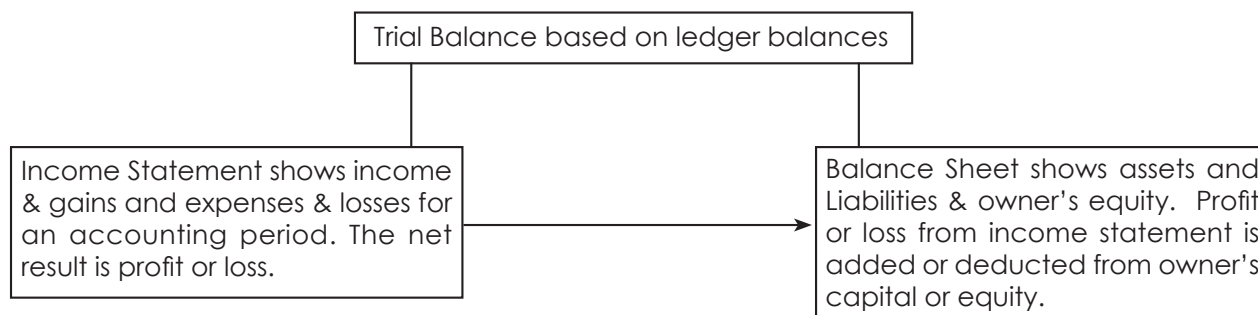 Trial Balance based on ledger balances
Income Statement shows income
& gains and expenses & losses for
an accounting period. The net
result is profit or loss.
Balance Sheet shows assets and
Liabilities & owner’s equity. Profit
or loss from income statement is
added or deducted from owner’s
capital or equity.